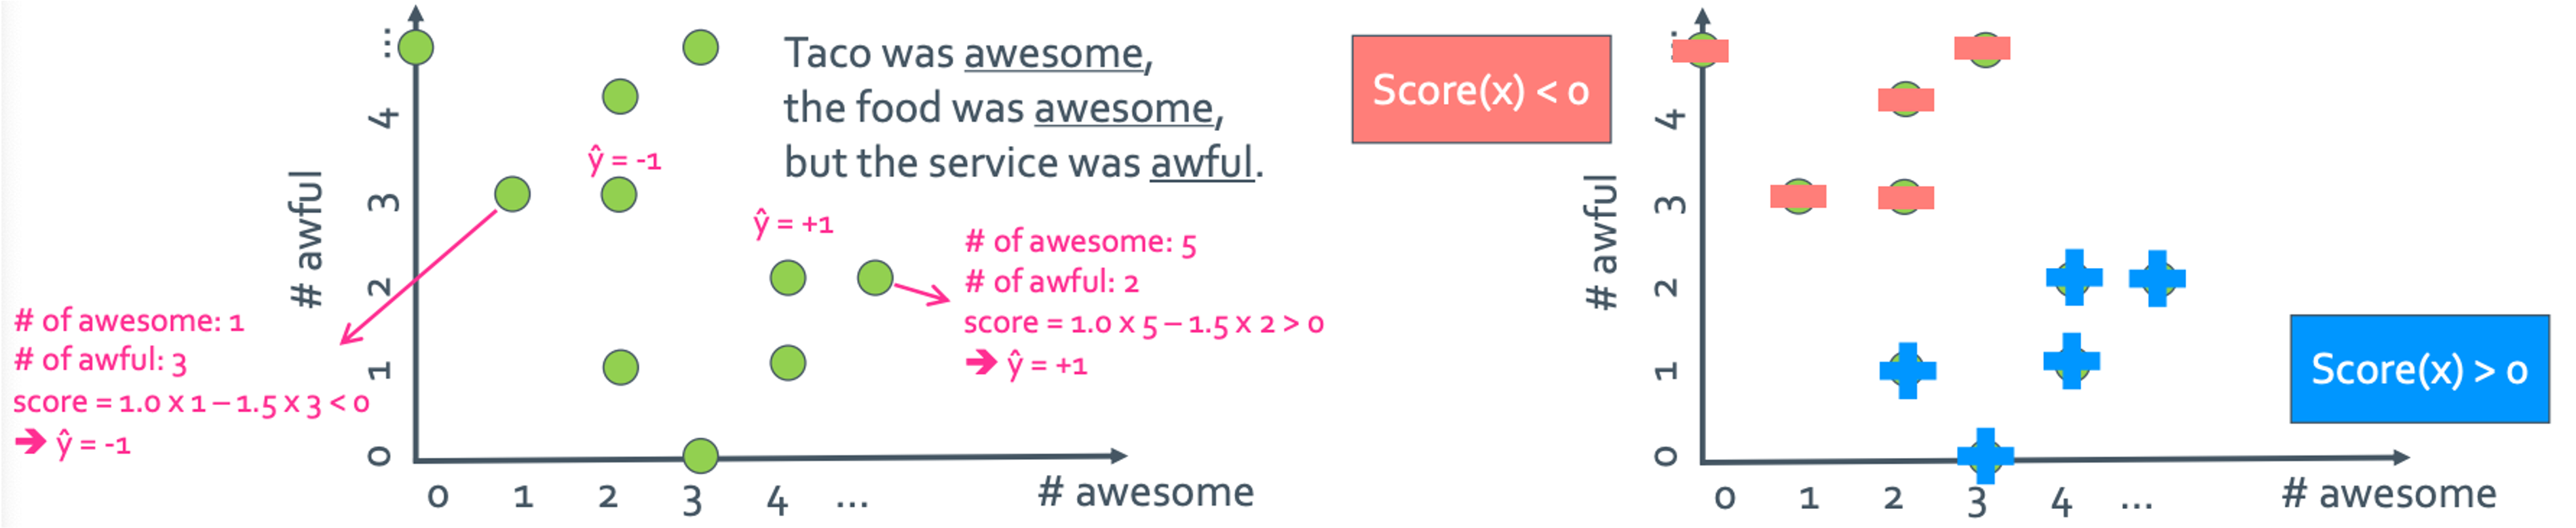 Taco was awesome,
the food was awesome,
but the service was awful.
# awful
⋮
4
3
2
1
0
ŷ = -1
ŷ = +1
# of awesome: 5
# of awful: 2
score = 1.0 x 5 – 1.5 x 2 > 0
➔ ŷ = +1
# of awesome: 1
# of awful: 3
score = 1.0 x 1 – 1.5 x 3 < 0
➔ ŷ = -1
0 1 2 3 4 ...
# awesome
Score(x) < 0
# awful
4
3
2
1
0
Score(x) > 0
0 1 2 3 4 ...
# awesome